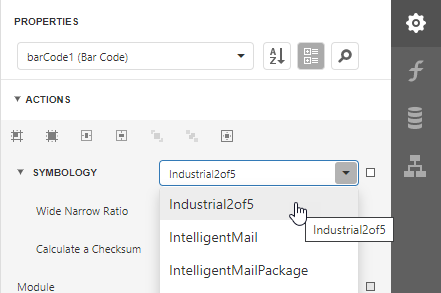 PROPERTIES
barCode1 (Bar Code)
A
Z
ACTIONS
SYMBOLOGY
Industrial2of5
Wide Narrow Ratio
Industrial2of5
Industrial2of5
IntelligentMail
Calculate a Checksum
IntelligentMailPackage
Module